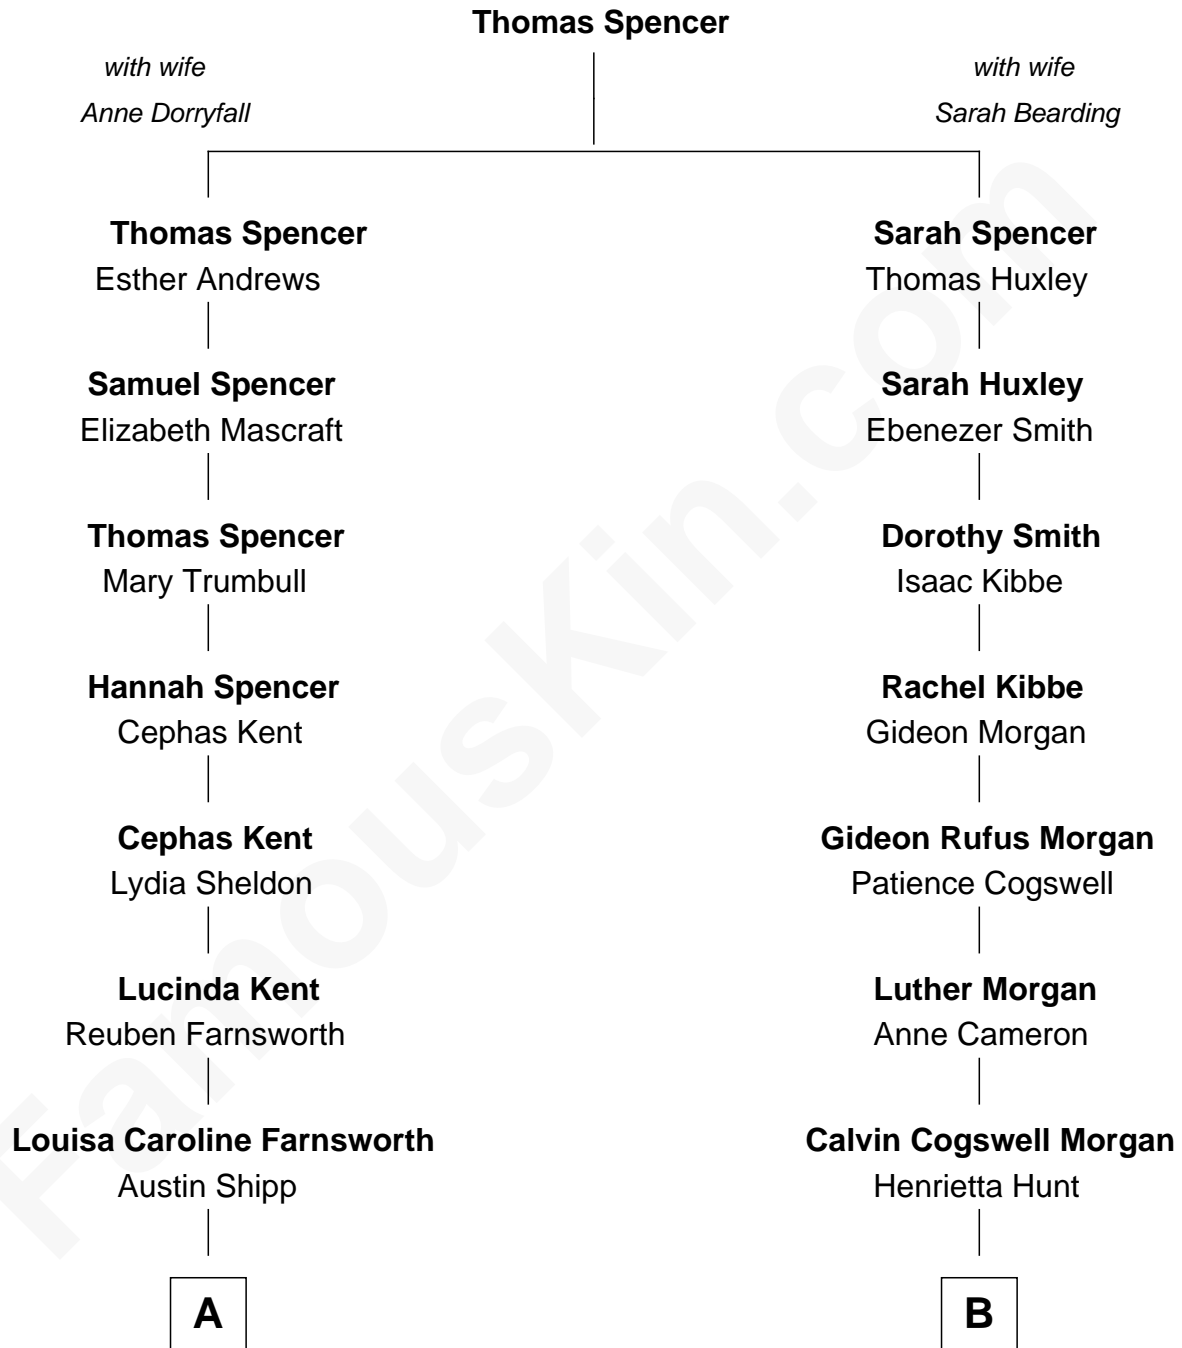 Thomas Spencer
with wife
Anne Dorryfall
with wife
Sarah Bearding
Thomas Spencer
Esther Andrews
Sarah Spencer
Thomas Huxley
Samuel Spencer
Elizabeth Mascraft
Sarah Huxley
Ebenezer Smith
Thomas Spencer
Mary Trumbull
Dorothy Smith
Isaac Kibbe
Hannah Spencer
Cephas Kent
Rachel Kibbe
Gideon Morgan
Cephas Kent
Lydia Sheldon
Gideon Rufus Morgan
Patience Cogswell
Lucinda Kent
Reuben Farnsworth
Luther Morgan
Anne Cameron
Louisa Caroline Farnsworth
Austin Shipp
Calvin Cogswell Morgan
Henrietta Hunt
A
B
FamousKin.com